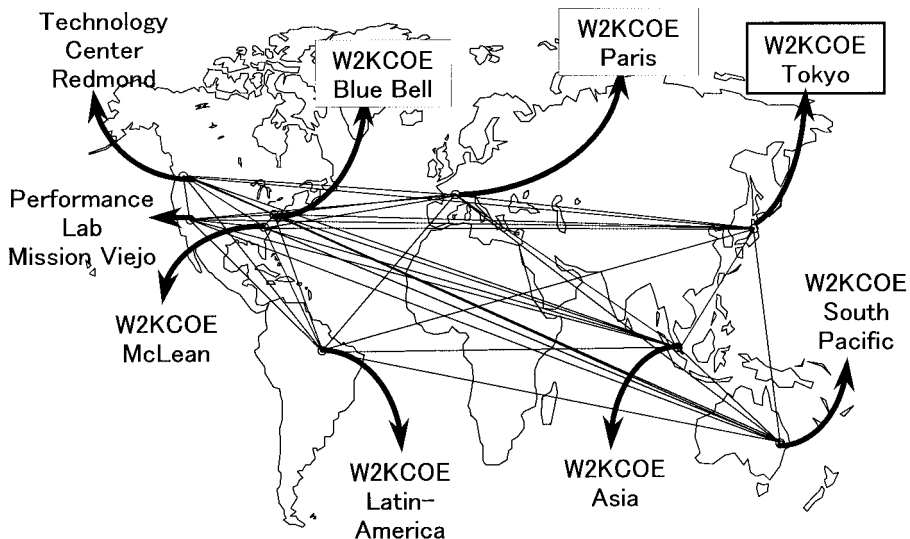 Technology
Center
Redmond
W2KCOE
Blue Bell
W2KCOE
Paris
W2KCOE
Tokyo
Performance
Lab
Mission Viejo
W2KCOE
McLean
W2KCOE
South
Pacific
W2KCOE
Latin-
America
W2KCOE
Asia